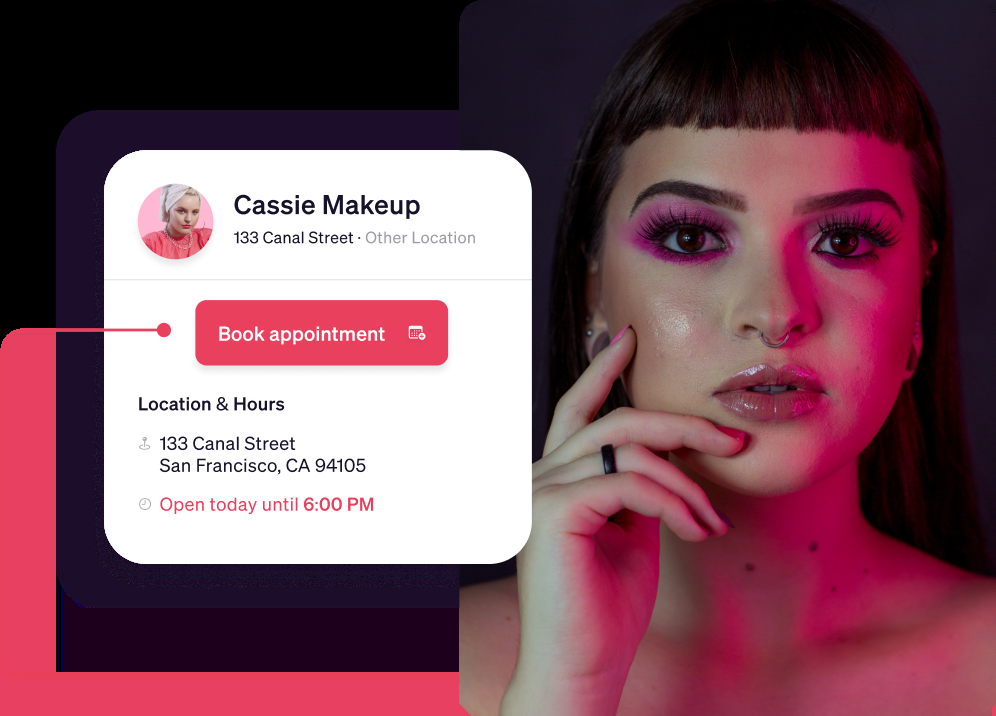 Cassie Makeup
133 Canal Street · Other Location
Book appointment
Location & Hours
133 Canal Street
San Francisco, CA 94105
Open today until 6:00 PM